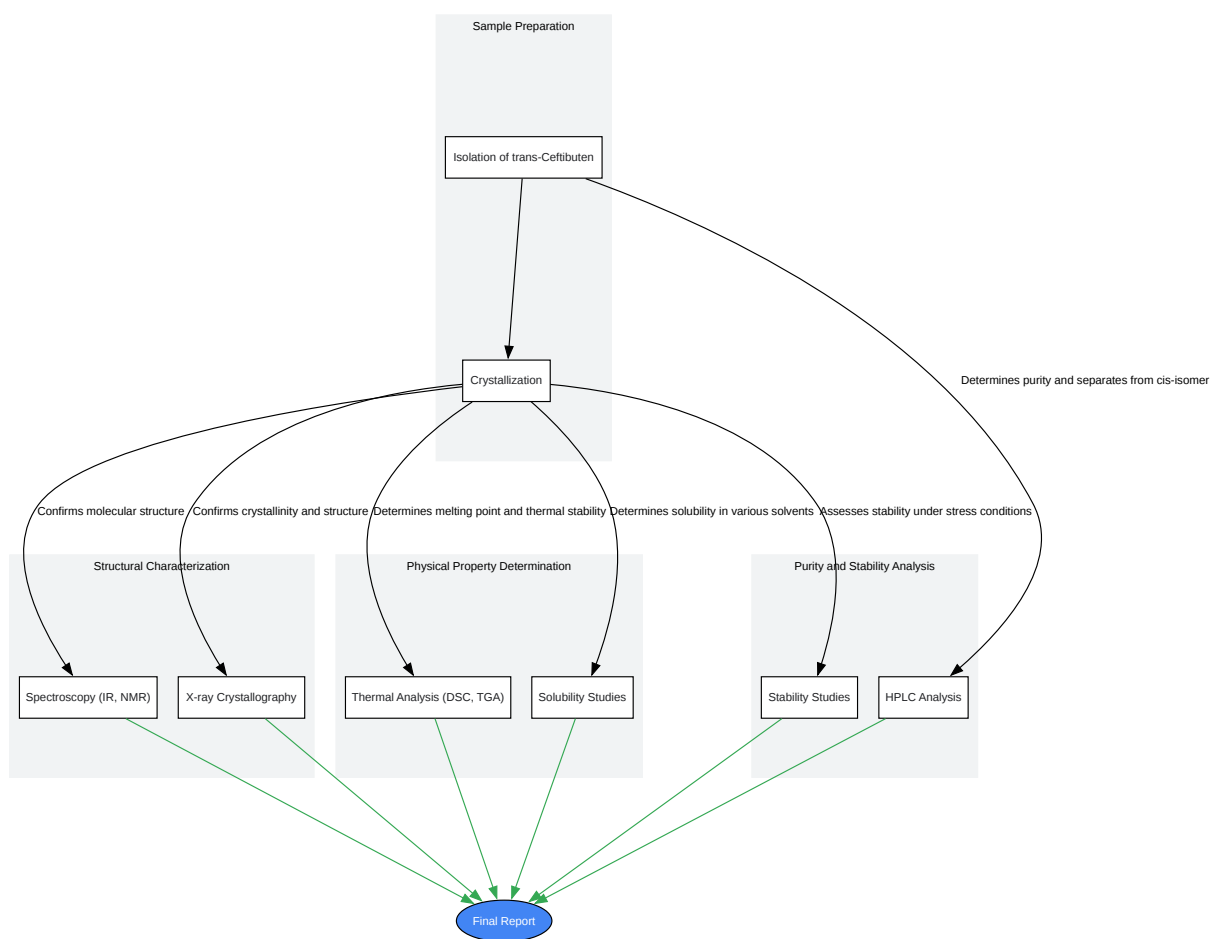 Sample Preparation
Isolation of trans-Ceftibuten
Crystallization
Determines purity and separates from cis-isomer
Confirms molecular structure
Confirms crystallinity and structure
Determines melting point and thermal stability
Determines solubility in various solvents
Assesses stability under stress conditions
Structural Characterization
Physical Property Determination
Purity and Stability Analysis
Spectroscopy (IR, NMR)
X-ray Crystallography
Thermal Analysis (DSC, TGA)
Solubility Studies
Stability Studies
HPLC Analysis
Final Report